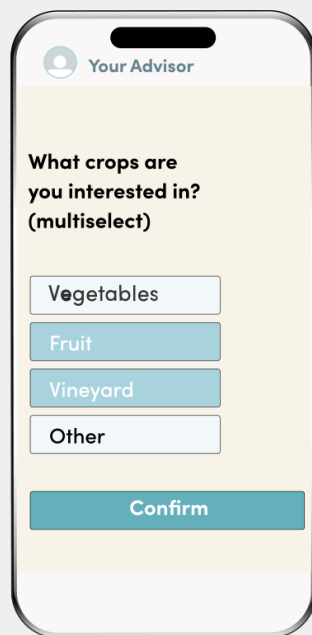 Your Advisor
What crops are
you interested in?
(multiselect)
Vegetables
Fruit
Vineyard
Other
Confirm